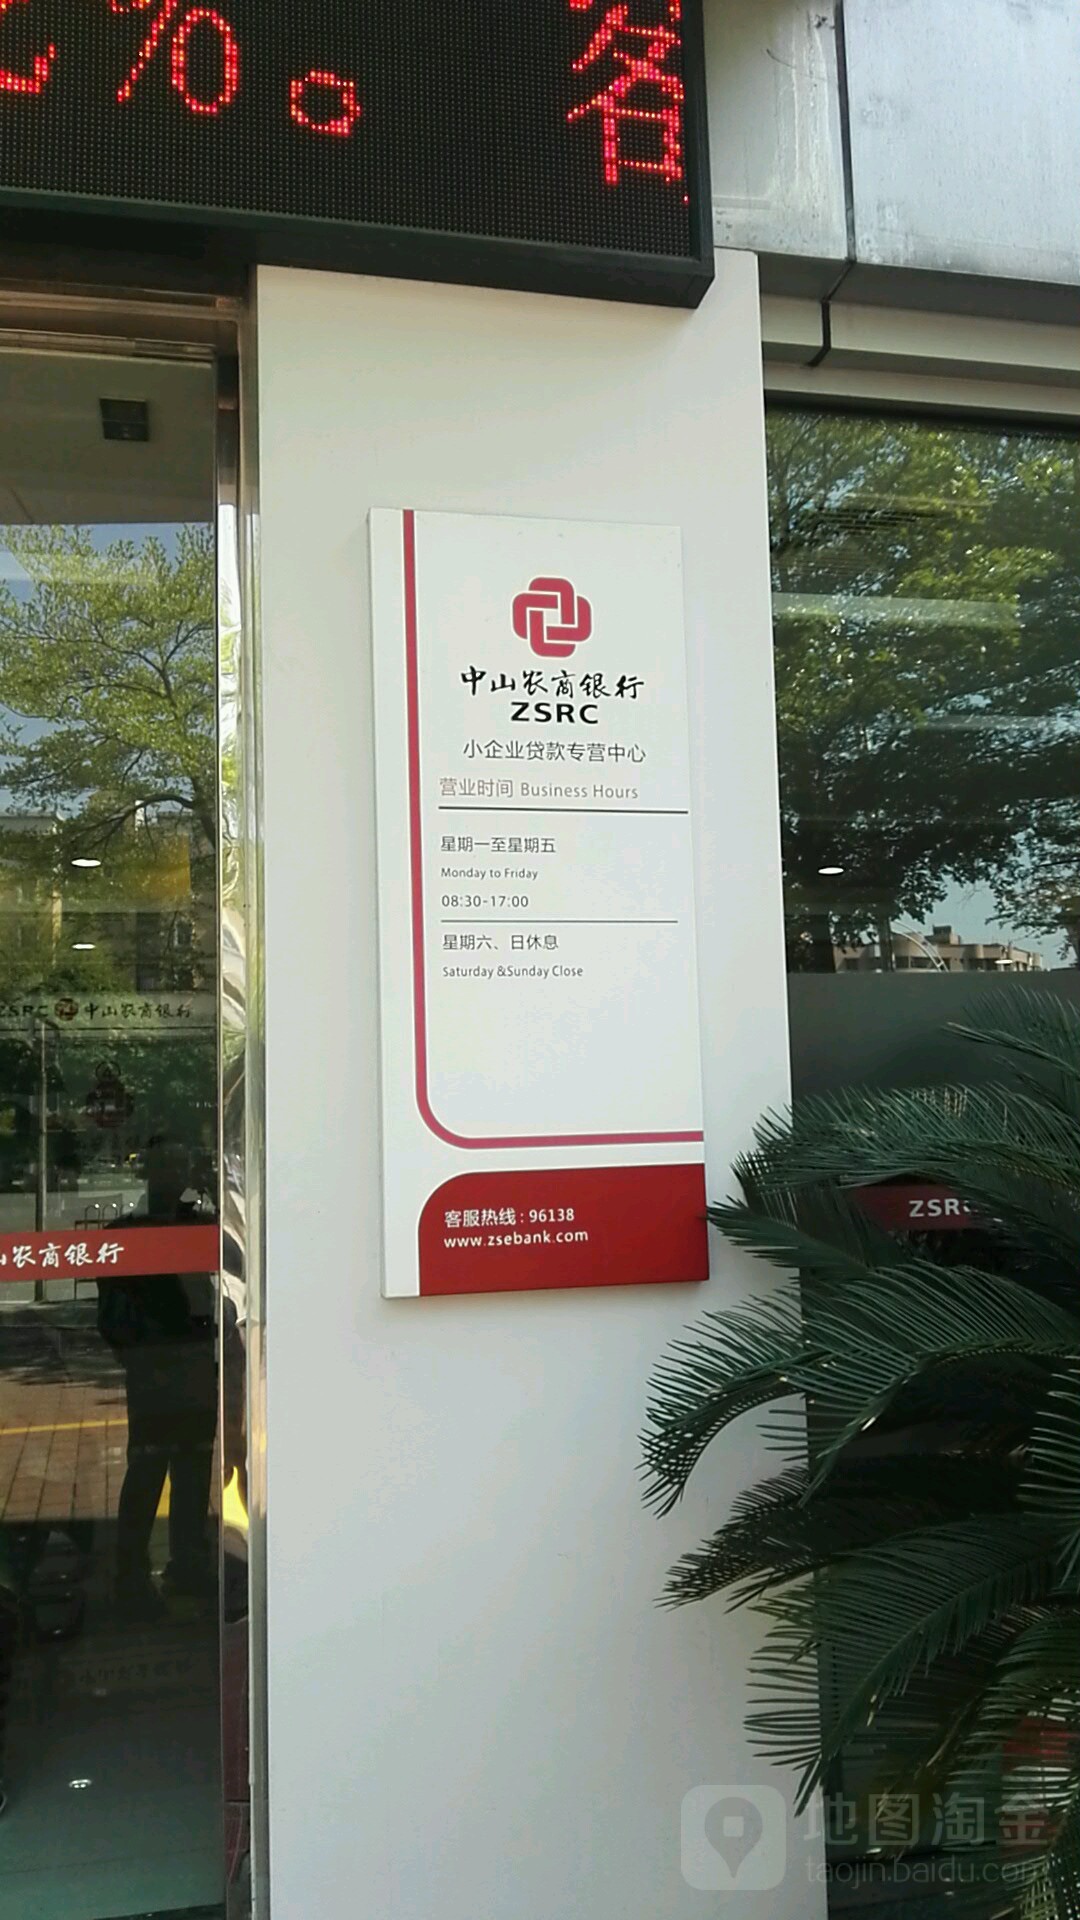 %。 客
中山农商银行
ZSRC
小企业贷款专营中心
营业时间 Business Hours
星期一至星期五
Monday to Friday
08:30-17:00
星期六、日休息
Saturday &Sunday Close
ZSRC 中山农商银行
客服热线:96138
www.zsebank.com
ZSRC
山农商银行
地图淘金
taojin.baidu.com